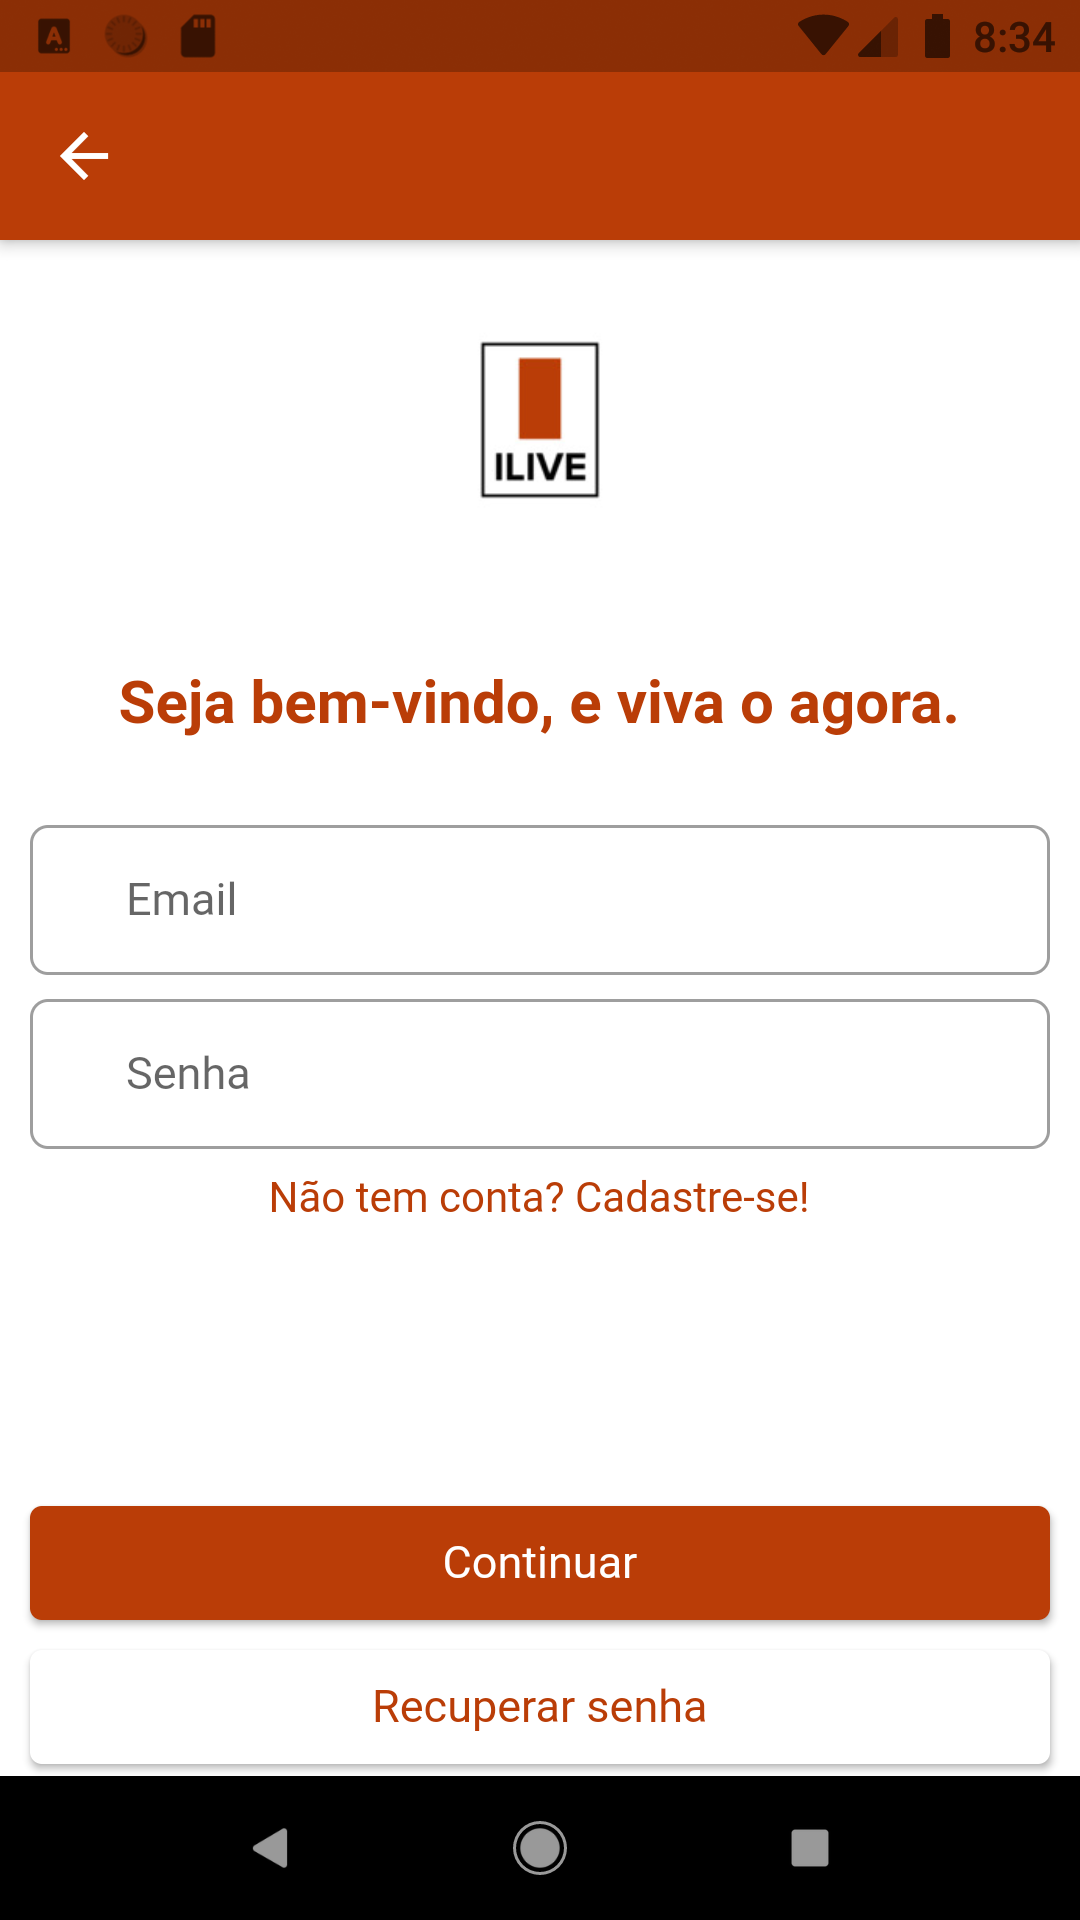 8:34
ILIVE
Seja bem-vindo, e viva o agora.
Email
Senha
Não tem conta? Cadastre-se!
Continuar
Recuperar senha